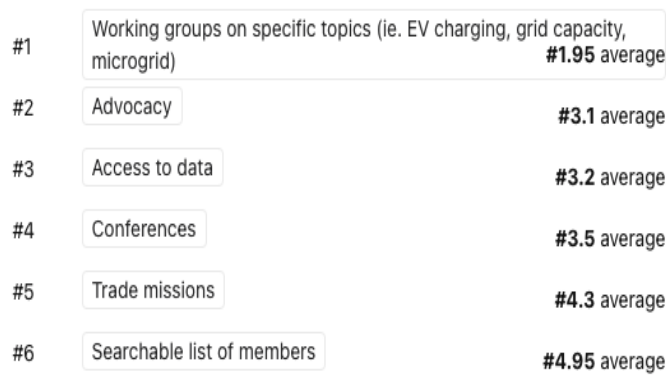 #1 Working groups on specific topics (ie. EV charging, grid capacity,
microgrid) #1.95 average
#2 Advocacy #3.1 average
#3 Access to data #3.2 average
#4 Conferences #3.5 average
#5 Trade missions #4.3 average
#6 Searchable list of members #4.95 average